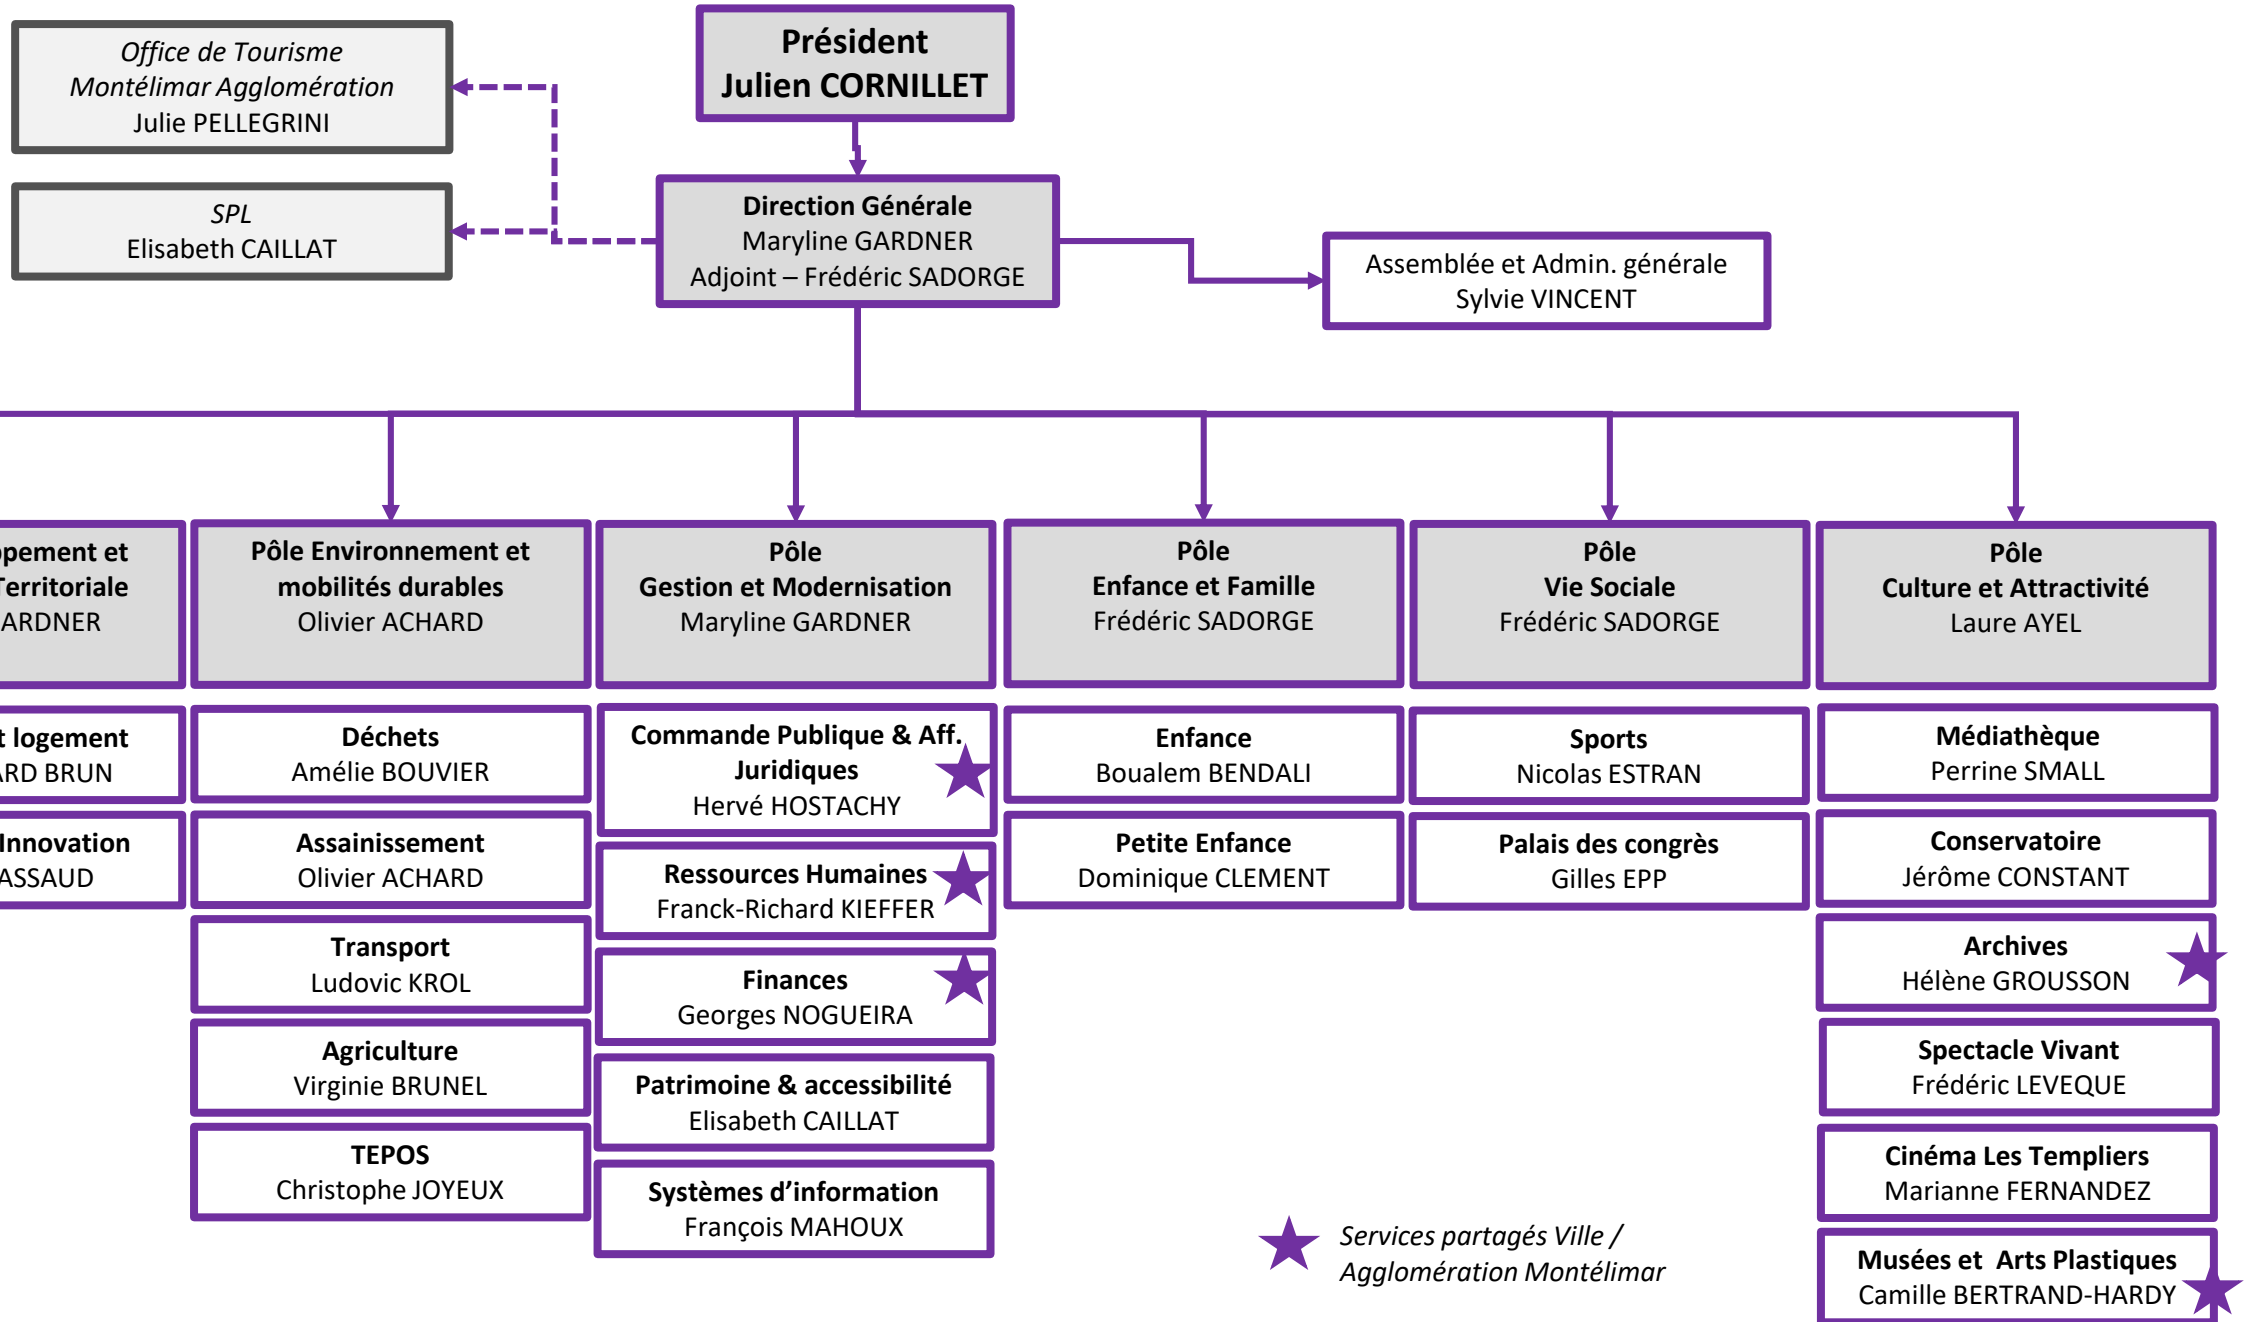 Office de Tourisme
Montélimar Agglomération
Julie PELLEGRINI
SPL
Elisabeth CAILLAT
Président
Julien CORNILLET
Direction Générale
Maryline GARDNER
Adjoint – Frédéric SADORGE
Assemblée et Admin. générale
Sylvie VINCENT
et
Territoriale
Pôle Environnement et
mobilités durables
Olivier ACHARD
Pôle
Gestion et Modernisation
Maryline GARDNER
Pôle
Enfance et Famille
Frédéric SADORGE
Pôle
Vie Sociale
Frédéric SADORGE
Pôle
Culture et Attractivité
Laure AYEL
logement
BRUN
Innovation
Déchets
Amélie BOUVIER
Assainissement
Olivier ACHARD
Transport
Ludovic KROL
Agriculture
Virginie BRUNEL
TEPOS
Christophe JOYEUX
Commande Publique & Aff.
Juridiques
Hervé HOSTACHY
Ressources Humaines
Franck-Richard KIEFFER
Finances
Georges NOGUEIRA
Patrimoine & accessibilité
Elisabeth CAILLAT
Systèmes d’information
François MAHOUX
Enfance
Boualem BENDALI
Petite Enfance
Dominique CLEMENT
Sports
Nicolas ESTRAN
Palais des congrès
Gilles EPP
Médiathèque
Perrine SMALL
Conservatoire
Jérôme CONSTANT
Archives
Hélène GROUSSON
Spectacle Vivant
Frédéric LEVEQUE
Cinéma Les Templiers
Marianne FERNANDEZ
Musées et Arts Plastiques
Camille BERTRAND-HARDY
Services partagés Ville /
Agglomération Montélimar